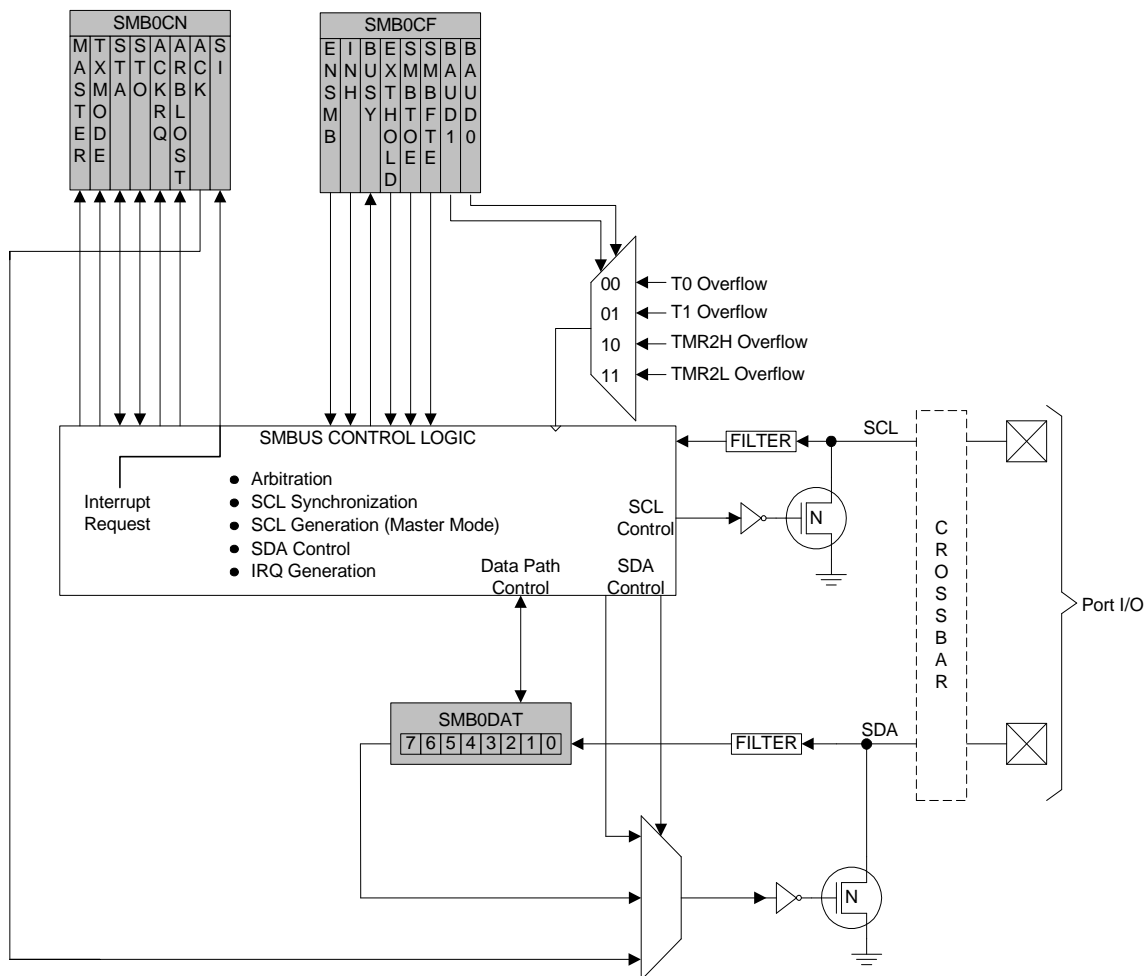 SMB0CN
MASTER
TXMODE
STA
STO
ACKRQ
ARBLOST
ACK
SI
SMB0CF
ENSMB
INH
BUSY
EXTHOLD
SMBTOE
SMBFTE
BAUD1
BAUD0
00
T0 Overflow
01
T1 Overflow
10
TMR2H Overflow
11
TMR2L Overflow
SMBUS CONTROL LOGIC
Interrupt
Request
● Arbitration
● SCL Synchronization
● SCL Generation (Master Mode)
● SDA Control
● IRQ Generation
SCL
Control
Data Path
Control
SDA
Control
FILTER
SCL
N
CROSSBAR
Port I/O
SMB0DAT
7 6 5 4 3 2 1 0
FILTER
SDA
N